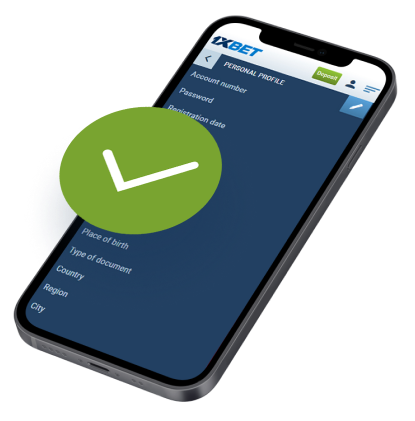 1XBET
PERSONAL PROFILE
Deposit
Account number
Password
Registration date
Place of birth
Type of document
Country
Region
City